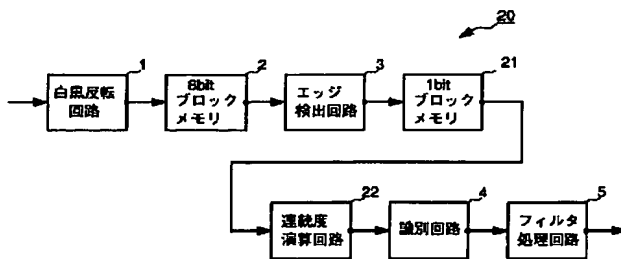 20
1
白黒反転
回路
2
8bit
ブロック
メモリ
3
エッジ
検出回路
21
1bit
ブロック
メモリ
22
連続度
演算回路
4
識別回路
5
フィルタ
処理回路